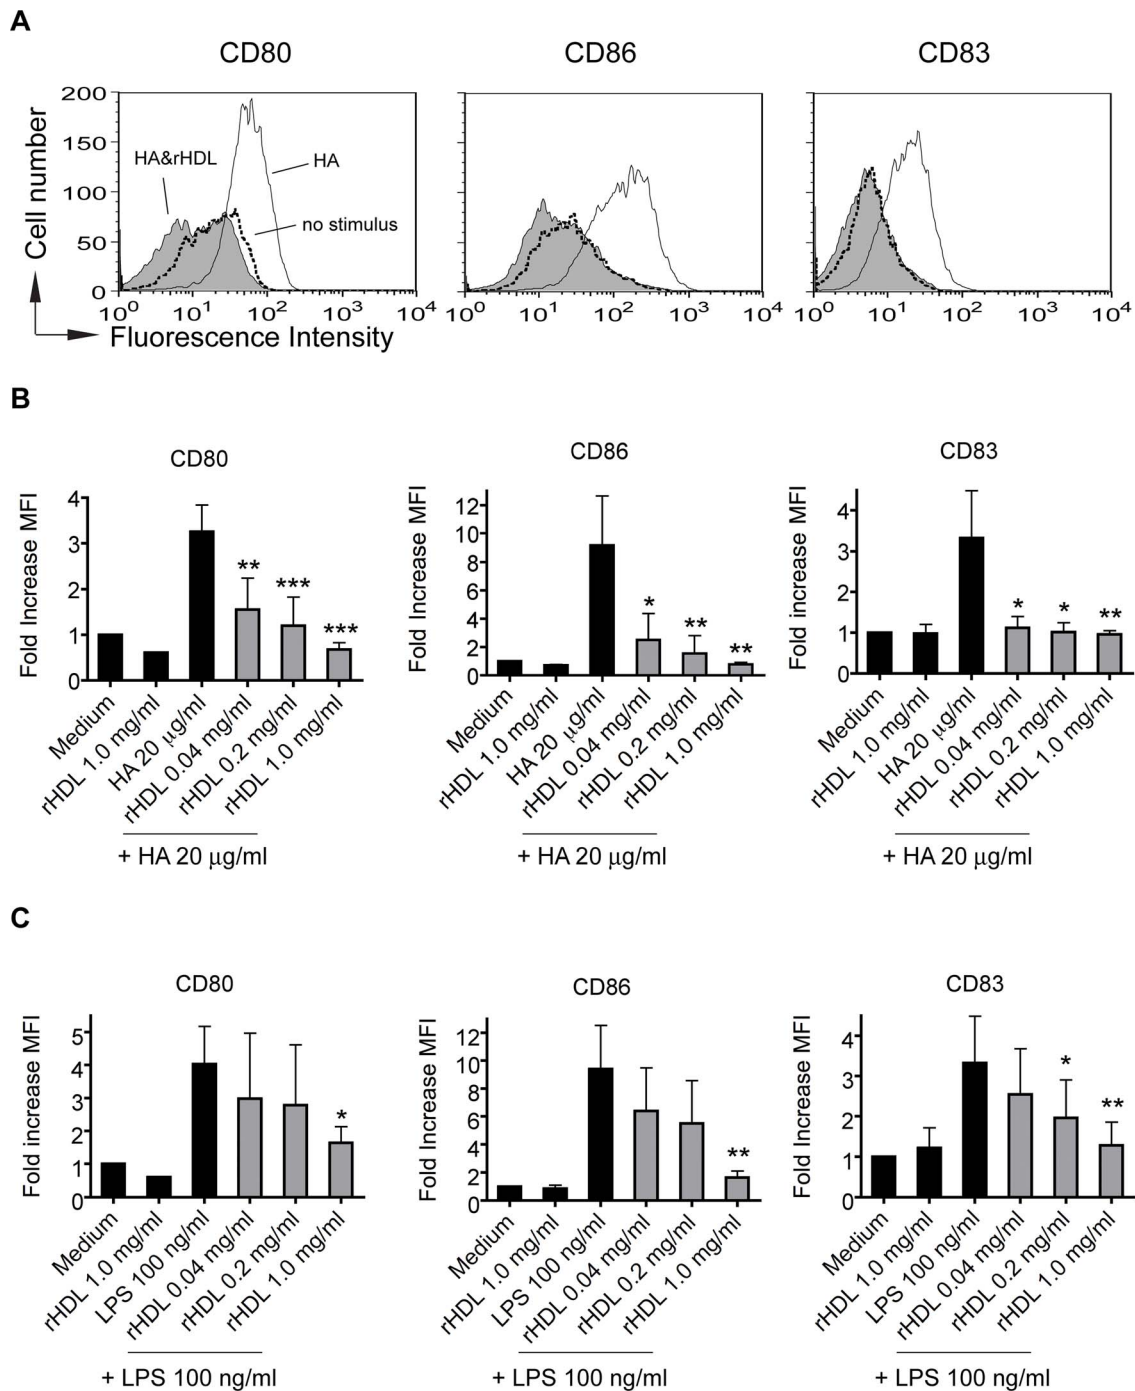 A
CD80 CD86 CD83
200
150
100
50
0
Cell number
HA&rHDL
HA
no stimulus
10⁰ 10¹ 10² 10³ 10⁴
10⁰ 10¹ 10² 10³ 10⁴
10⁰ 10¹ 10² 10³ 10⁴
Fluorescence Intensity
B
CD80
Fold Increase MFI
4
3
2
1
0
**
***
***
Medium
rHDL 1.0 mg/ml
HA 20 μg/ml
rHDL 0.04 mg/ml
rHDL 0.2 mg/ml
rHDL 1.0 mg/ml
+ HA 20 μg/ml
CD86
Fold Increase MFI
12
10
8
6
4
2
0
*
**
**
Medium
rHDL 1.0 mg/ml
HA 20 μg/ml
rHDL 0.04 mg/ml
rHDL 0.2 mg/ml
rHDL 1.0 mg/ml
+ HA 20 μg/ml
CD83
Fold increase MFI
4
3
2
1
0
*
*
**
Medium
rHDL 1.0 mg/ml
HA 20 μg/ml
rHDL 0.04 mg/ml
rHDL 0.2 mg/ml
rHDL 1.0 mg/ml
+ HA 20 μg/ml
C
CD80
Fold increase MFI
5
4
3
2
1
0
*
Medium
rHDL 1.0 mg/ml
LPS 100 ng/ml
rHDL 0.04 mg/ml
rHDL 0.2 mg/ml
rHDL 1.0 mg/ml
+ LPS 100 ng/ml
CD86
Fold increase MFI
12
10
8
6
4
2
0
**
Medium
rHDL 1.0 mg/ml
LPS 100 ng/ml
rHDL 0.04 mg/ml
rHDL 0.2 mg/ml
rHDL 1.0 mg/ml
+ LPS 100 ng/ml
CD83
Fold increase MFI
4
3
2
1
0
*
**
Medium
rHDL 1.0 mg/ml
LPS 100 ng/ml
rHDL 0.04 mg/ml
rHDL 0.2 mg/ml
rHDL 1.0 mg/ml
+ LPS 100 ng/ml